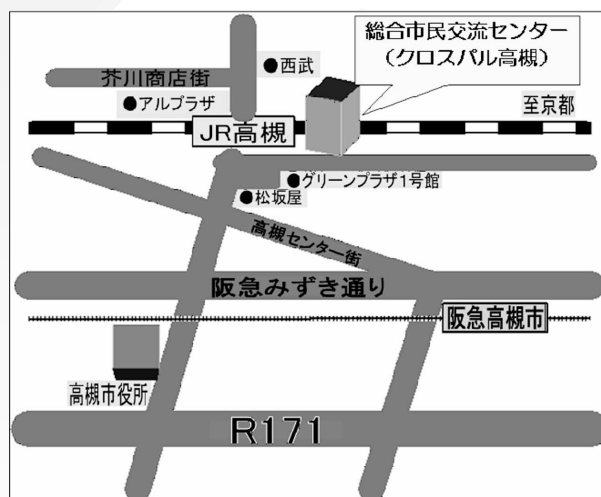 総合市民交流センター
（クロスパル高槻）
●西武
芥川商店街
●アルプラザ
至京都
JR高槻
●グリーンプラザ1号館
●松坂屋
高槻センター街
阪急みずき通り
阪急高槻市
高槻市役所
R171